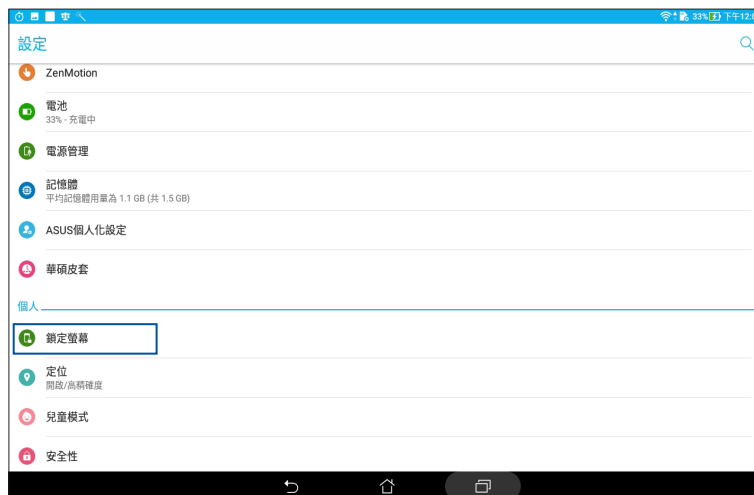 33% 下午12:0
設定
ZenMotion
電池
33% - 充電中
電源管理
記憶體
平均記憶體用量為 1.1 GB (共 1.5 GB)
ASUS個人化設定
華碩皮套
個人
鎖定螢幕
定位
開啟/高精確度
兒童模式
安全性